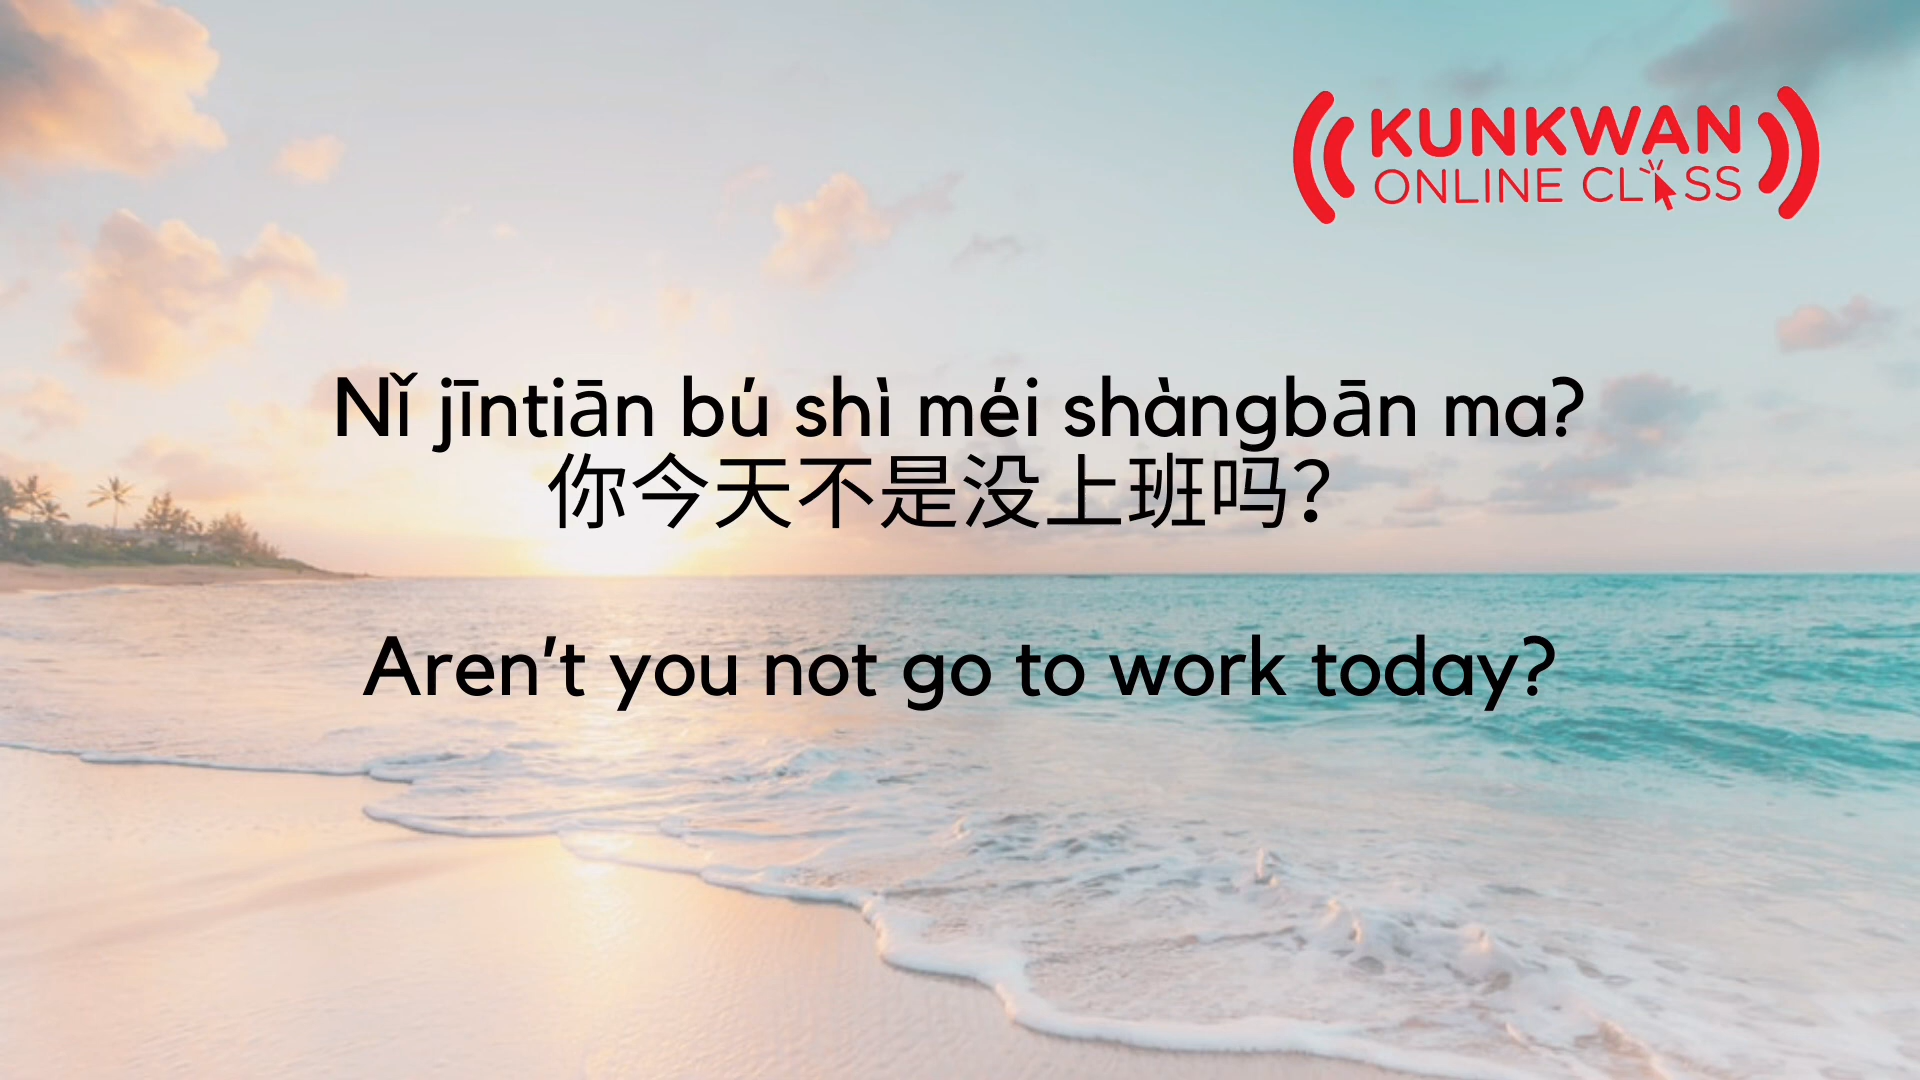 KUNKWAN
ONLINE CLASS
Nǐ jīntiān bú shì méi shàngbān ma?
你今天不是没上班吗？
Aren't you not go to work today?